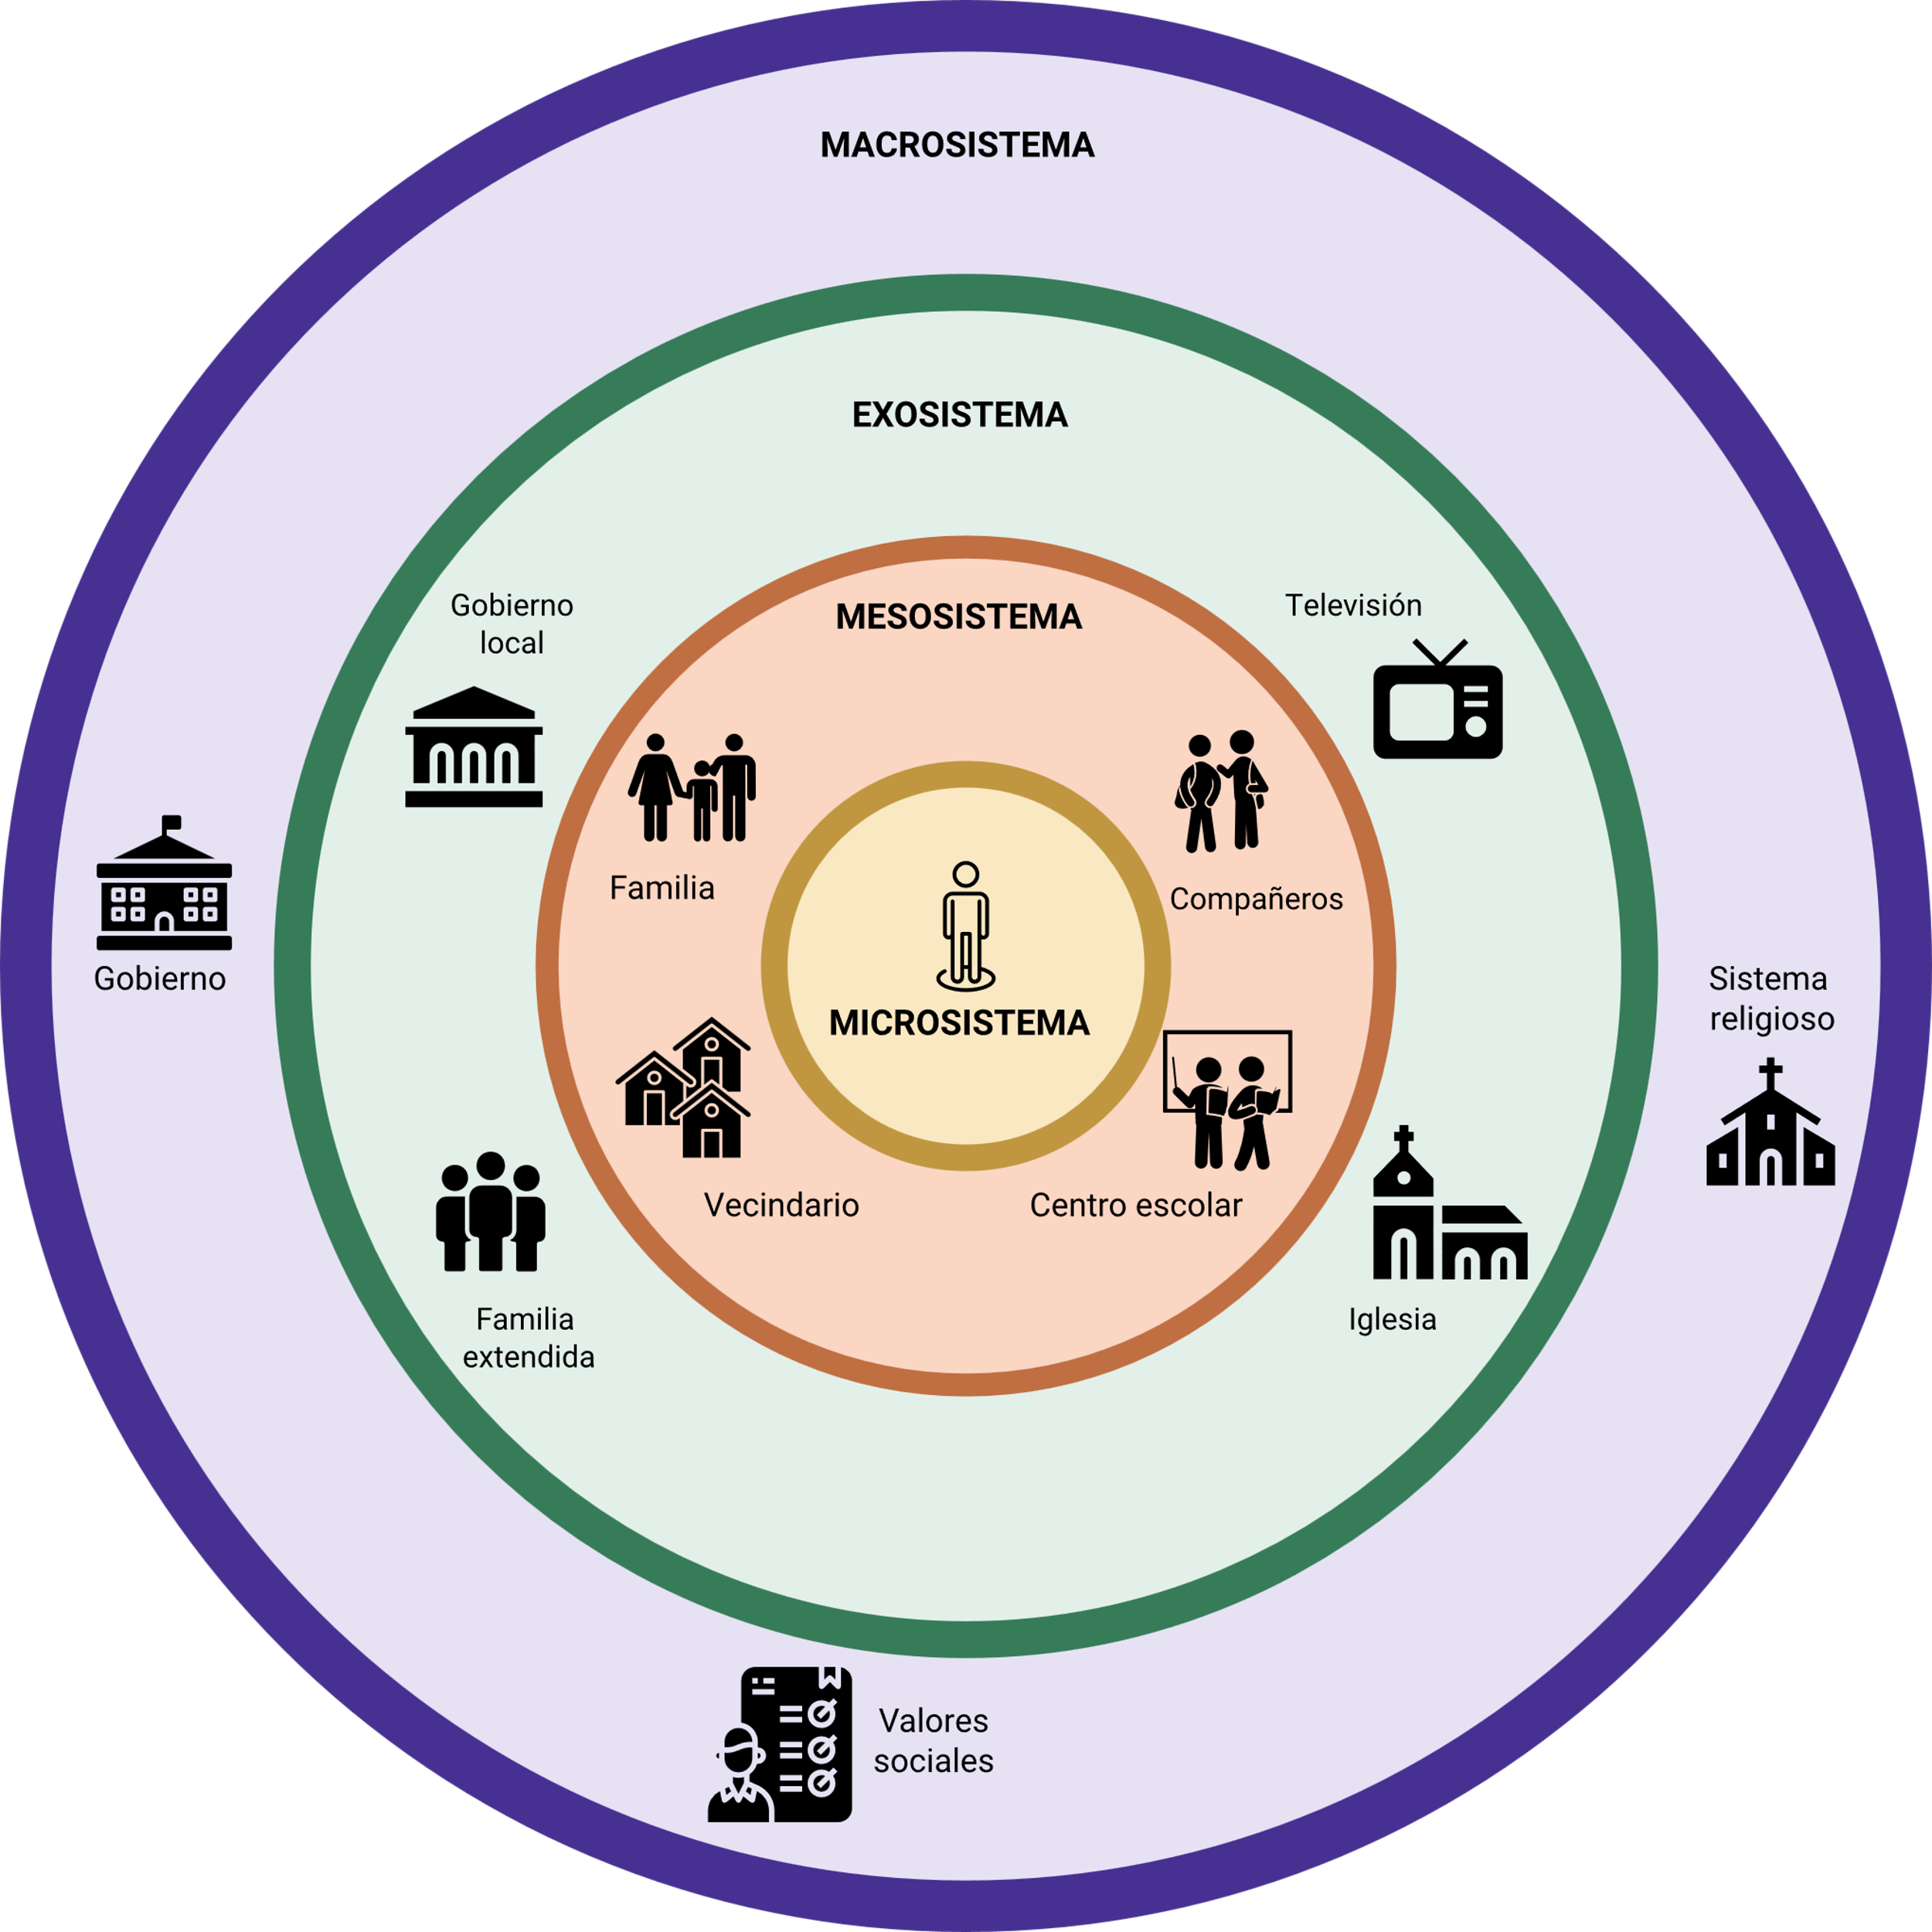 MACROSISTEMA
EXOSISTEMA
Gobierno
local
Televisión
MESOSISTEMA
Familia
Compañeros
Gobierno
Sistema
religioso
MICROSISTEMA
Vecindario
Centro escolar
Familia
extendida
Iglesia
Valores
sociales